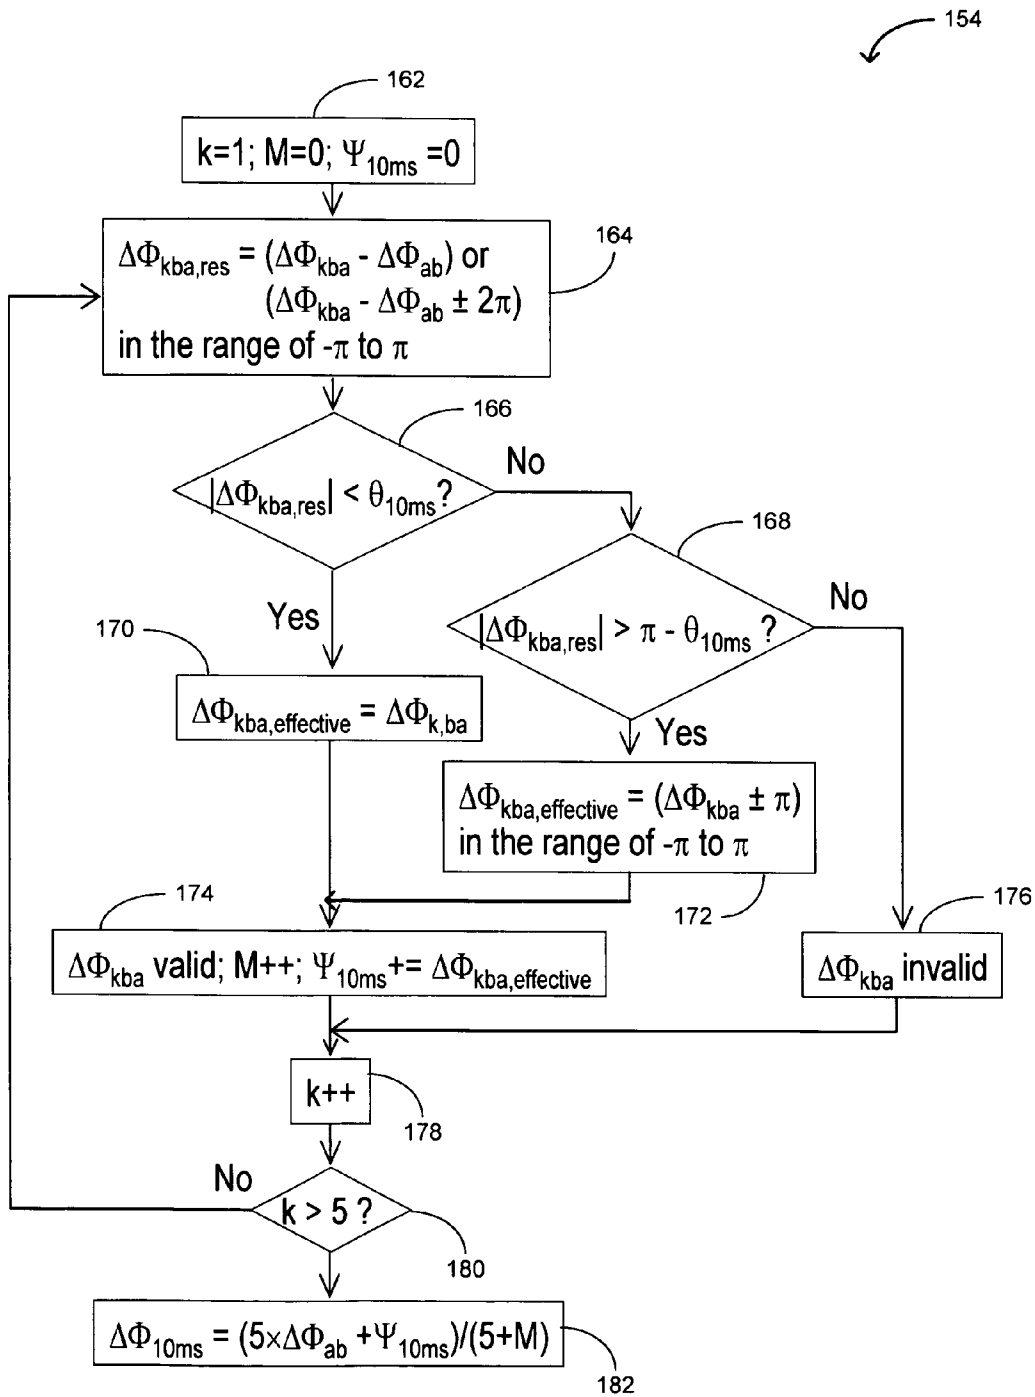 154
162
k=1; M=0; Ψ10ms =0
ΔΦkba,res = (ΔΦkba - ΔΦab) or
(ΔΦkba - ΔΦab ± 2π)
in the range of -π to π
164
166
|ΔΦkba,res| < θ10ms?
No
168
Yes
|ΔΦkba,res| > π - θ10ms ?
No
170
ΔΦkba,effective = ΔΦk,ba
Yes
ΔΦkba,effective = (ΔΦkba ± π)
in the range of -π to π
172
174
176
ΔΦkba valid; M++; Ψ10ms+= ΔΦkba,effective
ΔΦkba invalid
k++
178
No
k > 5 ?
180
ΔΦ10ms = (5×ΔΦab +Ψ10ms)/(5+M)
182